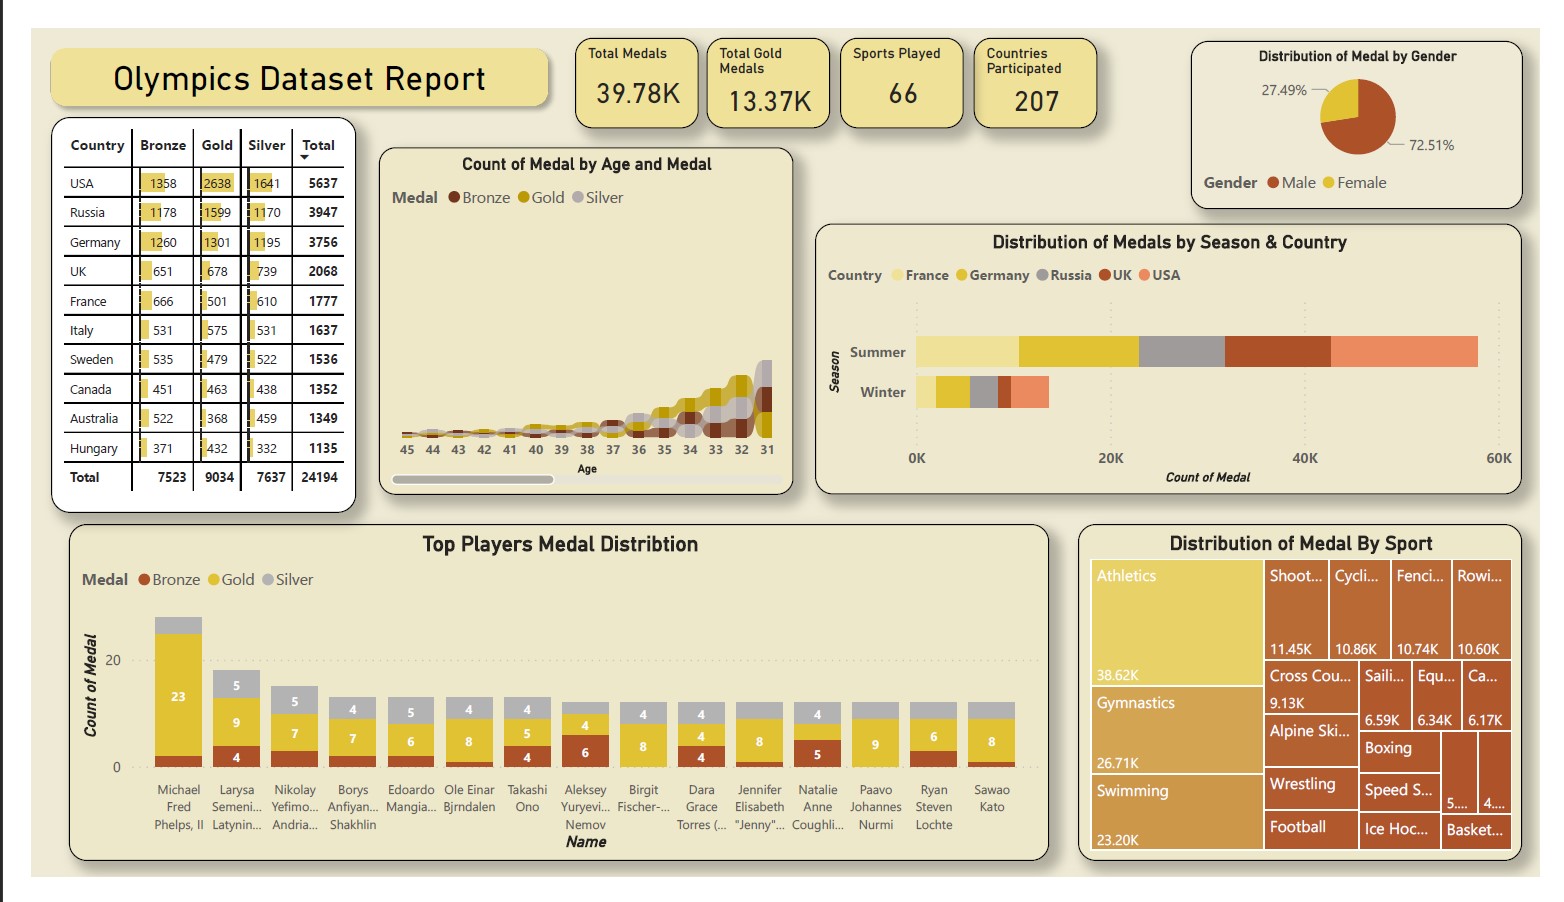 Olympics Dataset Report
Total Medals
39.78K
Total Gold
Medals
13.37K
Sports Played
66
Countries
Participated
207
Distribution of Medal by Gender
27.49%
72.51%
Gender Male Female
Country Bronze Gold Silver Total
USA 1358 2638 1641 5637
Russia 1178 1599 1170 3947
Germany 1260 1301 1195 3756
UK 651 678 739 2068
France 666 501 610 1777
Italy 531 575 531 1637
Sweden 535 479 522 1536
Canada 451 463 438 1352
Australia 522 368 459 1349
Hungary 371 432 332 1135
Total 7523 9034 7637 24194
Count of Medal by Age and Medal
Medal Bronze Gold Silver
45 44 43 42 41 40 39 38 37 36 35 34 33 32 31
Age
Distribution of Medals by Season & Country
Country France Germany Russia UK USA
Season
Summer
Winter
0K 20K 40K 60K
Count of Medal
Top Players Medal Distribtion
Medal Bronze Gold Silver
Count of Medal
20
0
23
5
9
4
5
7
4
7
5
6
4
8
4
5
4
4
6
4
8
4
4
4
8
4
5
9
6
8
Michael
Fred
Phelps, II
Larysa
Semeni...
Latynin...
Nikolay
Yefimo...
Andria...
Borys
Anfiyan...
Shakhlin
Edoardo
Mangia...
Ole Einar
Bjrndalen
Takashi
Ono
Aleksey
Yuryevi...
Nemov
Birgit
Fischer-...
Dara
Grace
Torres (...
Jennifer
Elisabeth
"Jenny"...
Natalie
Anne
Coughli...
Paavo
Johannes
Nurmi
Ryan
Steven
Lochte
Sawao
Kato
Name
Distribution of Medal By Sport
Athletics
38.62K
Gymnastics
26.71K
Swimming
23.20K
Shoot...
11.45K
Cycli...
10.86K
Fenci...
10.74K
Rowi...
10.60K
Cross Cou...
9.13K
Alpine Ski...
Wrestling
Football
Saili...
6.59K
Equ...
6.34K
Ca...
6.17K
Boxing
Speed S...
Ice Hoc...
5....
4....
Basket...